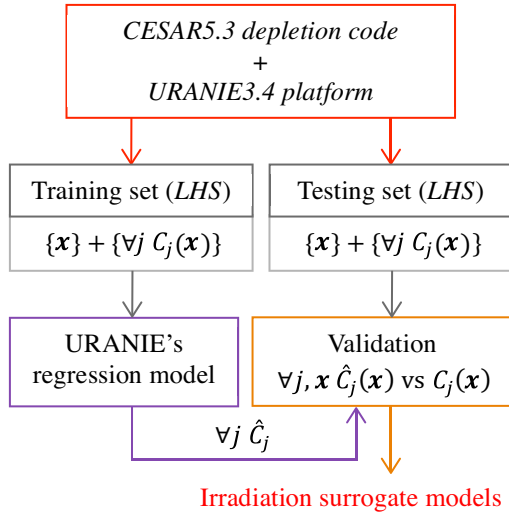 CESAR5.3 depletion code
+
URANIE3.4 platform
Training set (LHS)
{x} + {∀j C_j(x)}
Testing set (LHS)
{x} + {∀j C_j(x)}
URANIE's
regression model
Validation
∀j, x Ĉ_j(x) vs C_j(x)
∀j Ĉ_j
Irradiation surrogate models